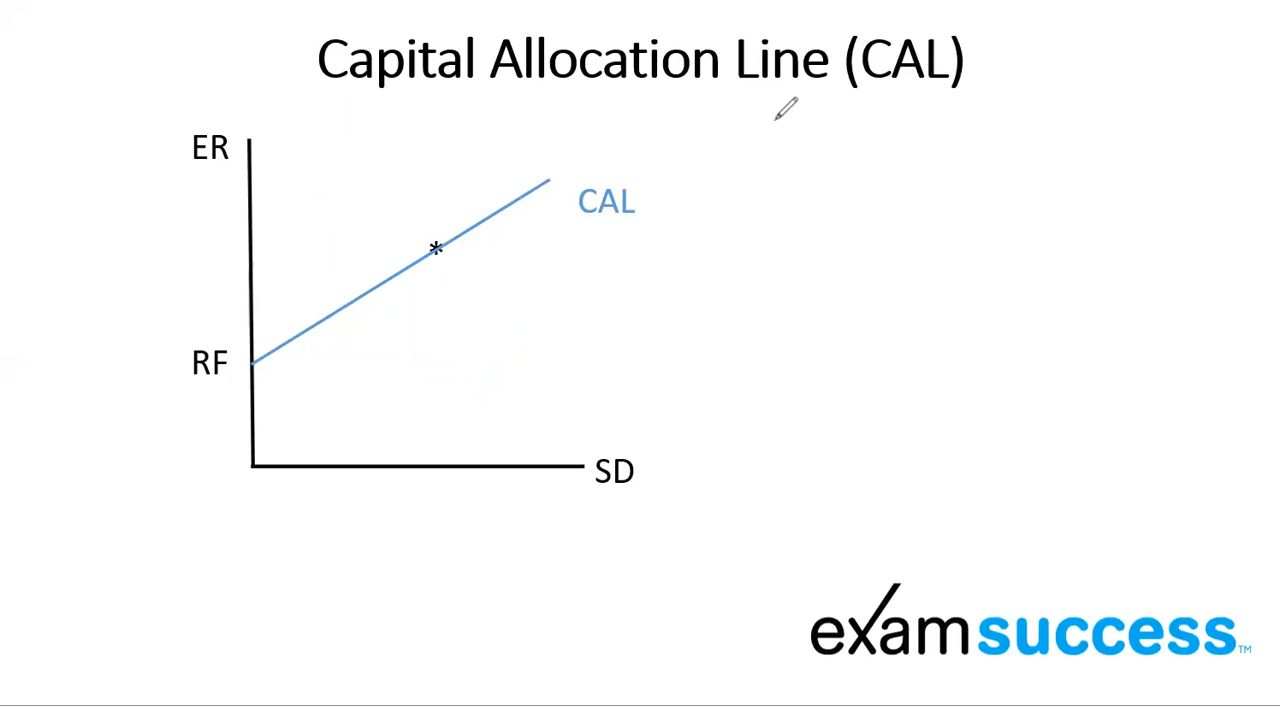 Capital Allocation Line (CAL)
ER
CAL
*
RF
SD
examsuccess™